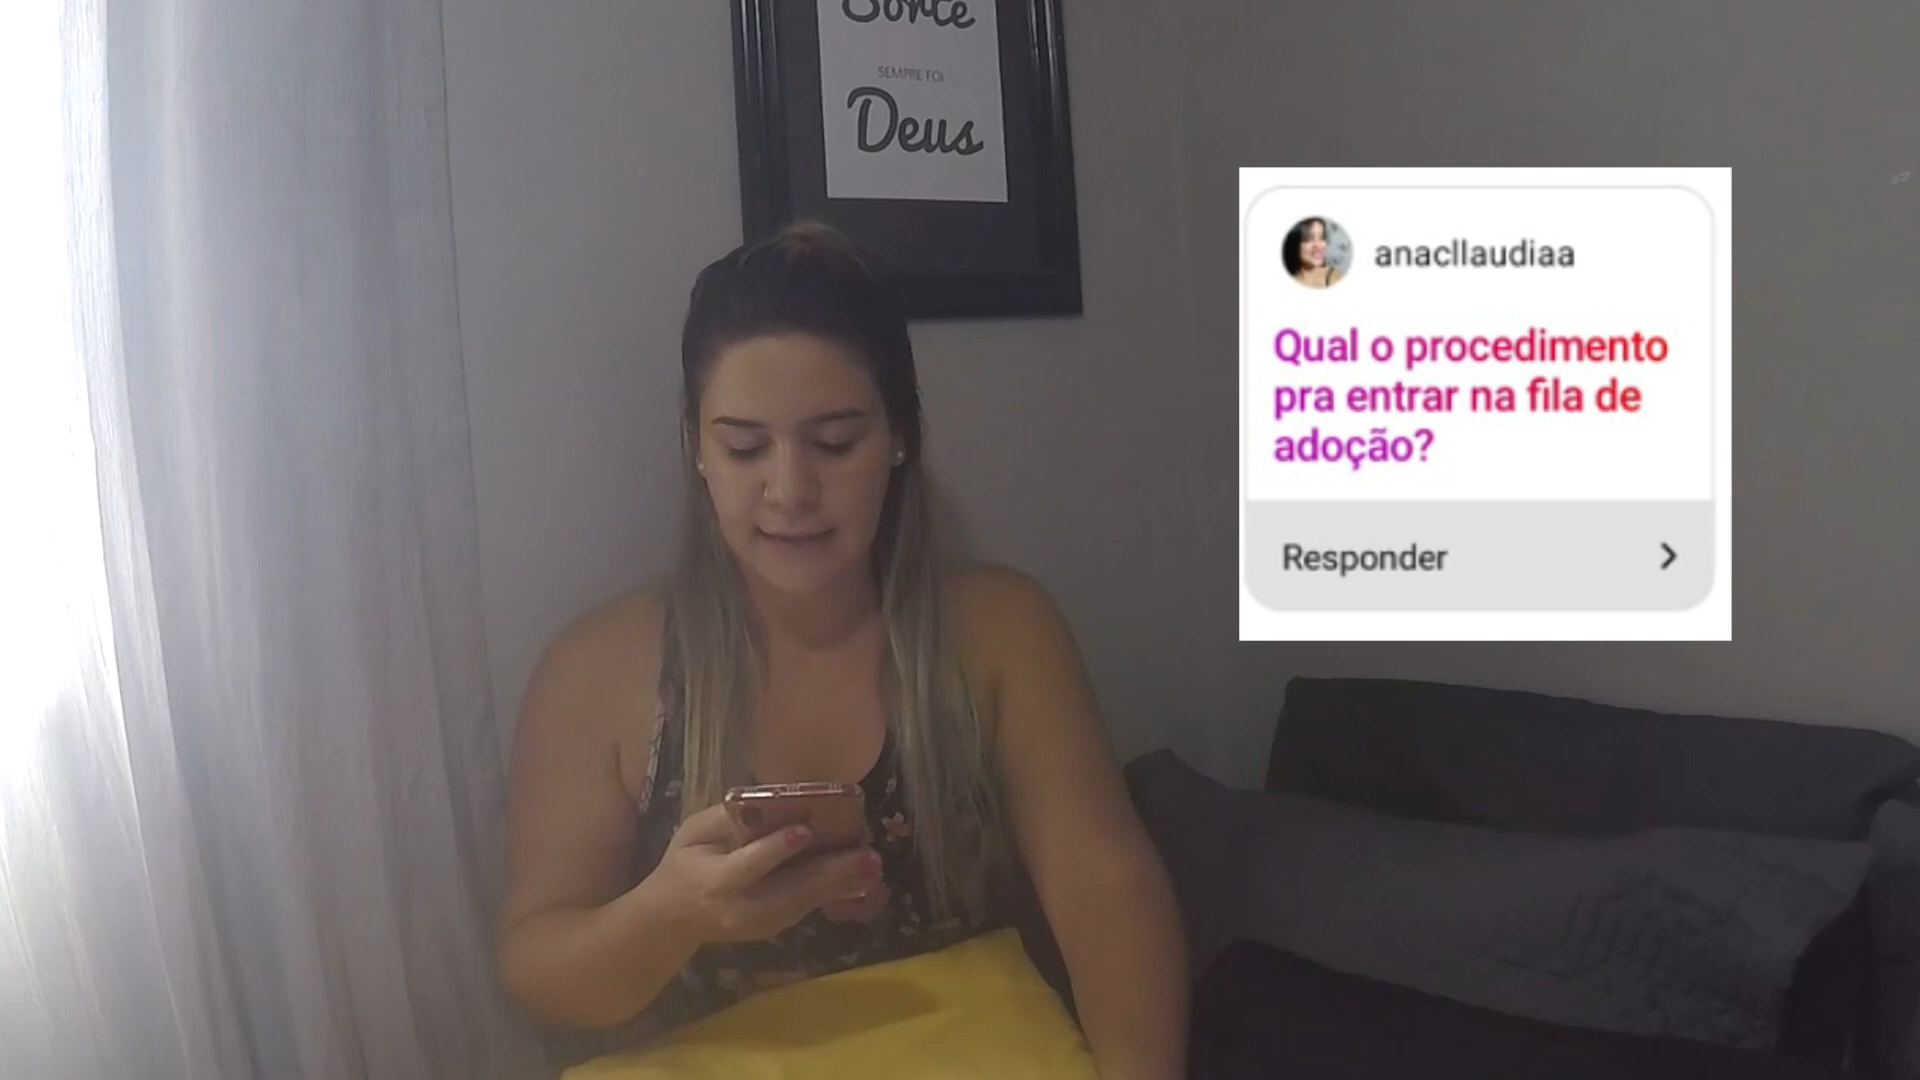 Sorte
SEMPRE FOI
Deus
anacllaudiaa
Qual o procedimento
pra entrar na fila de
adoção?
Responder